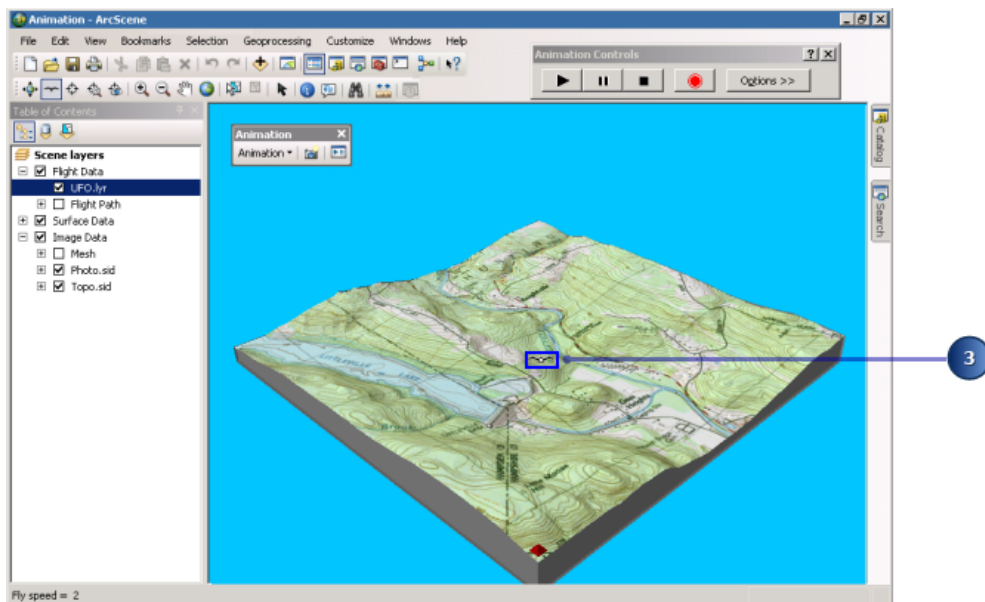 Animation - ArcScene
File Edit View Bookmarks Selection Geoprocessing Customize Windows Help
Animation Controls
Options >>
Table of Contents
Scene layers
Flight Data
UFO.lyr
Flight Path
Surface Data
Image Data
Mesh
Photo.sid
Topo.sid
Animation
Animation
Catalog
Search
3
Fly speed = 2